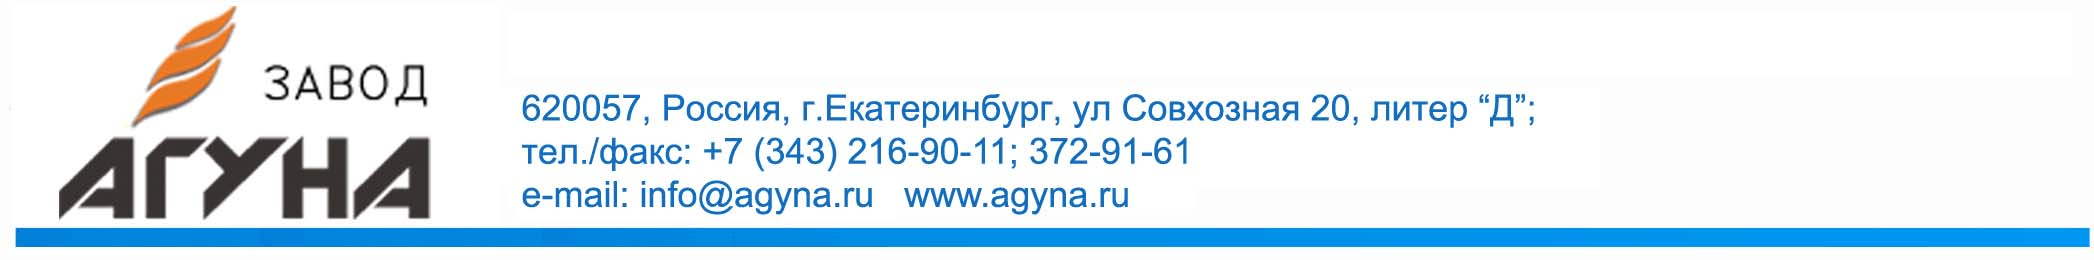 ЗАВОД
АГУНА
620057, Россия, г.Екатеринбург, ул Совхозная 20, литер “Д”;
тел./факс: +7 (343) 216-90-11; 372-91-61
e-mail: info@agyna.ru www.agyna.ru